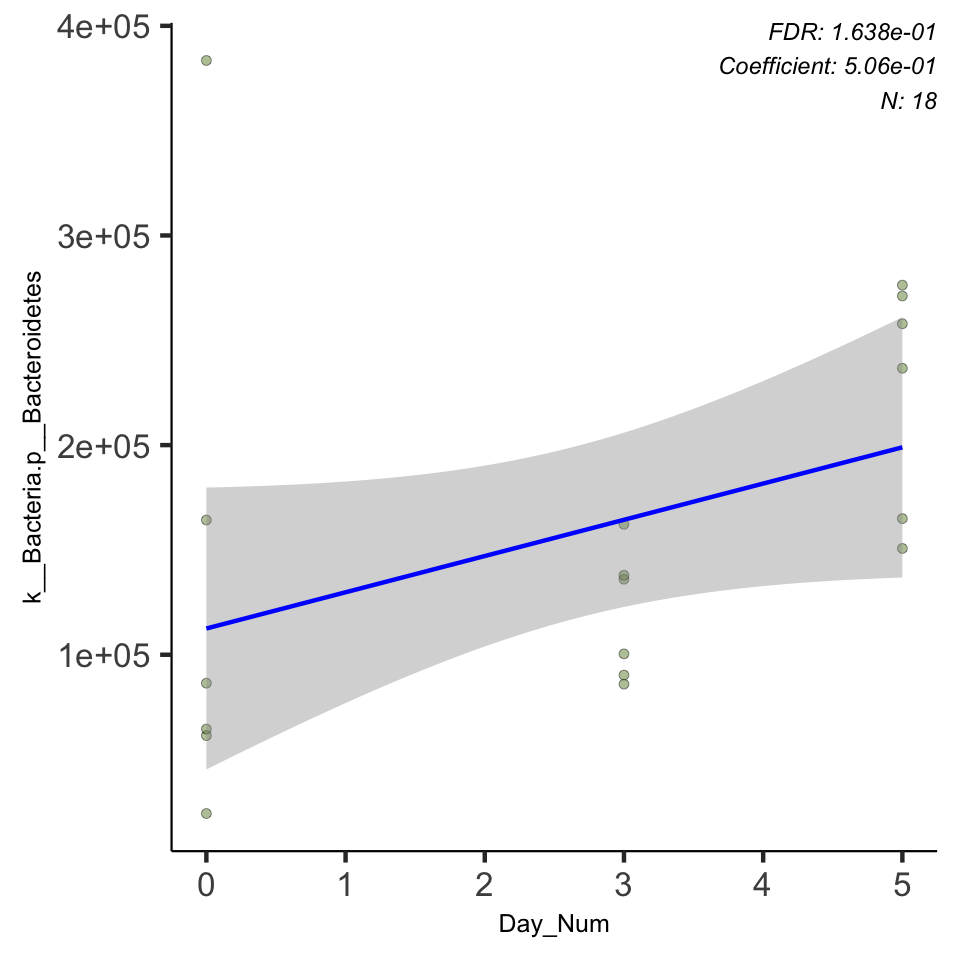 FDR: 1.638e-01
Coefficient: 5.06e-01
N: 18
4e+05
3e+05
2e+05
1e+05
k__Bacteria.p__Bacteroidetes
0 1 2 3 4 5
Day_Num